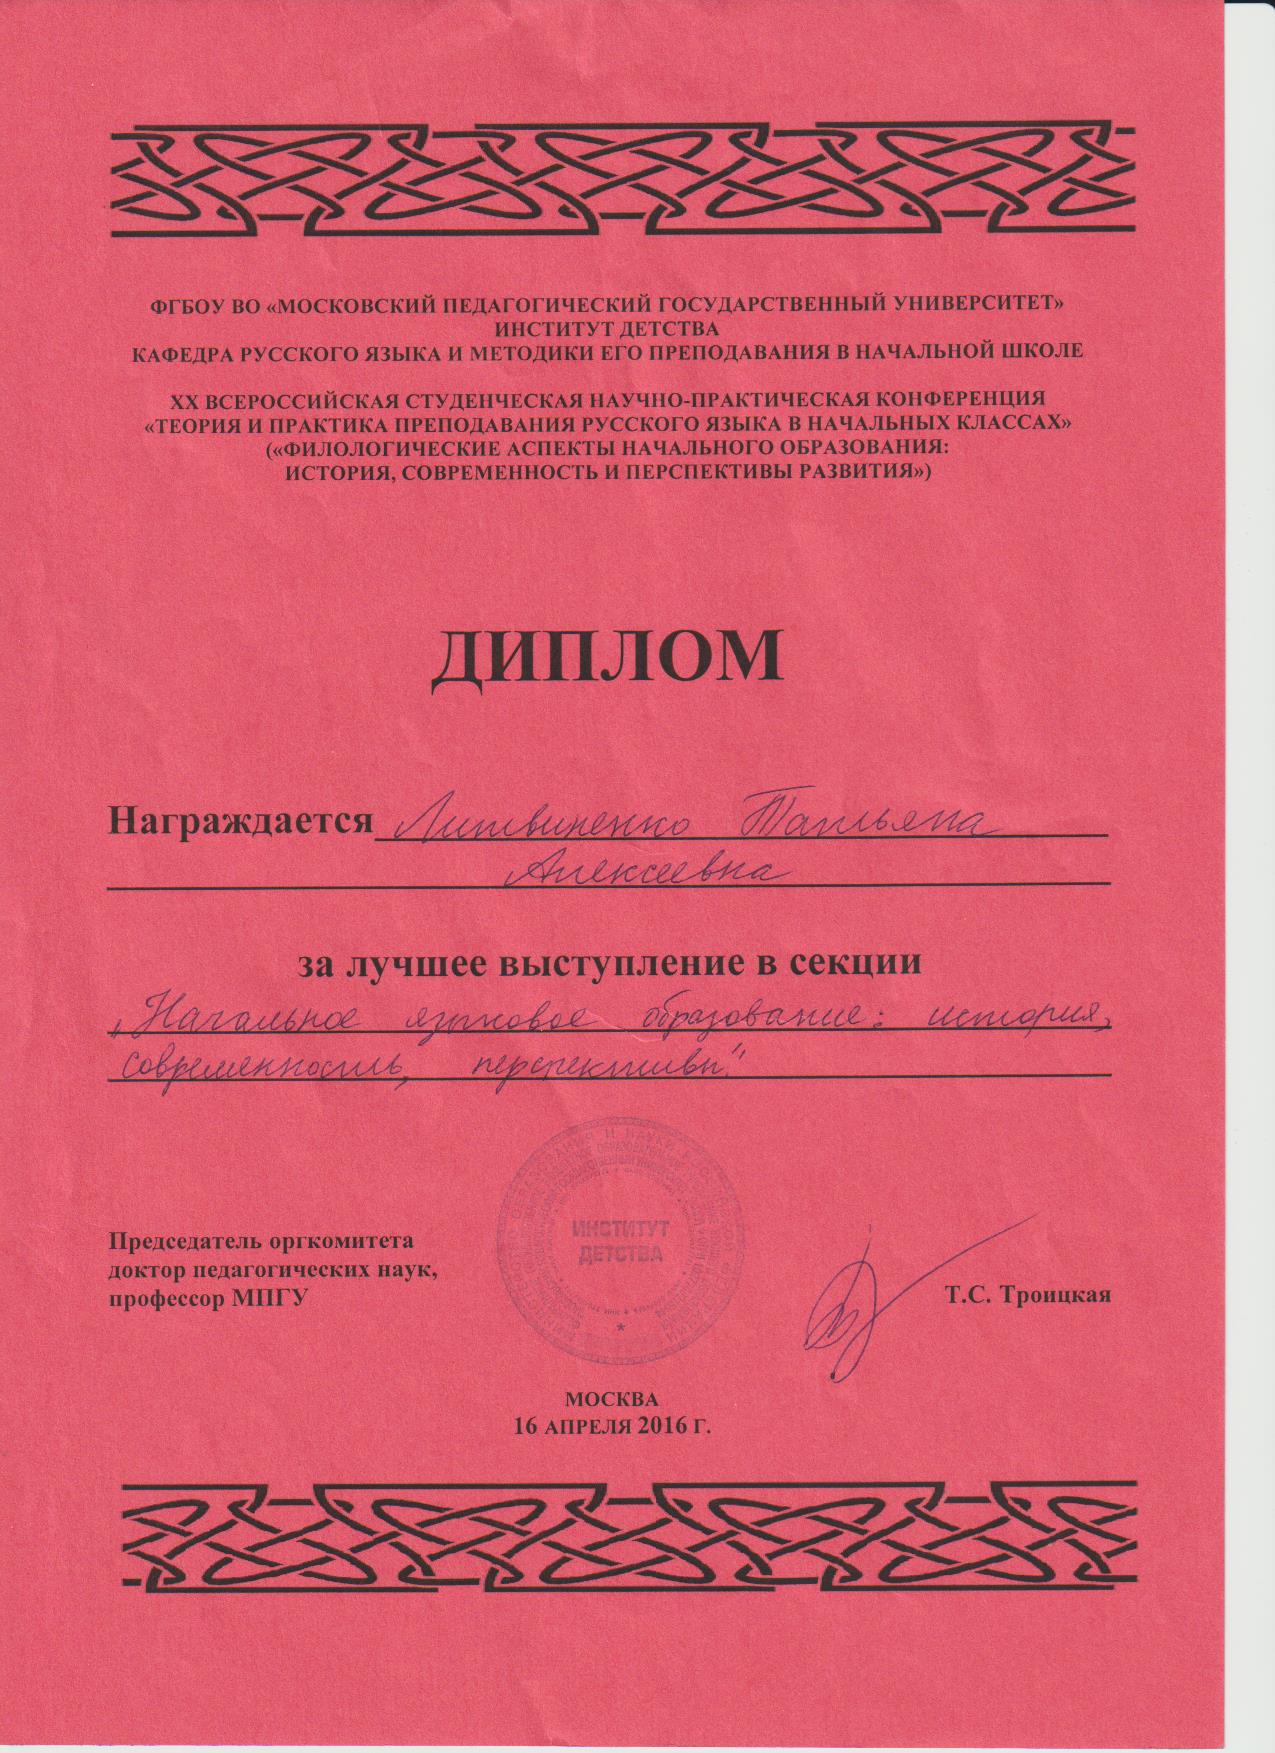 ФГБОУ ВО «МОСКОВСКИЙ ПЕДАГОГИЧЕСКИЙ ГОСУДАРСТВЕННЫЙ УНИВЕРСИТЕТ»
ИНСТИТУТ ДЕТСТВА
КАФЕДРА РУССКОГО ЯЗЫКА И МЕТОДИКИ ЕГО ПРЕПОДАВАНИЯ В НАЧАЛЬНОЙ ШКОЛЕ
XX ВСЕРОССИЙСКАЯ СТУДЕНЧЕСКАЯ НАУЧНО-ПРАКТИЧЕСКАЯ КОНФЕРЕНЦИЯ
«ТЕОРИЯ И ПРАКТИКА ПРЕПОДАВАНИЯ РУССКОГО ЯЗЫКА В НАЧАЛЬНЫХ КЛАССАХ»
(«ФИЛОЛОГИЧЕСКИЕ АСПЕКТЫ НАЧАЛЬНОГО ОБРАЗОВАНИЯ:
ИСТОРИЯ, СОВРЕМЕННОСТЬ И ПЕРСПЕКТИВЫ РАЗВИТИЯ»)
ДИПЛОМ
Награждается Литвиненко Татьяна
Алексеевна
за лучшее выступление в секции
„Начальное языковое образование: история,
современность, перспективы."
ИНСТИТУТ
ДЕТСТВА
Председатель оргкомитета
доктор педагогических наук,
профессор МПГУ
Т.С. Троицкая
МОСКВА
16 АПРЕЛЯ 2016 Г.